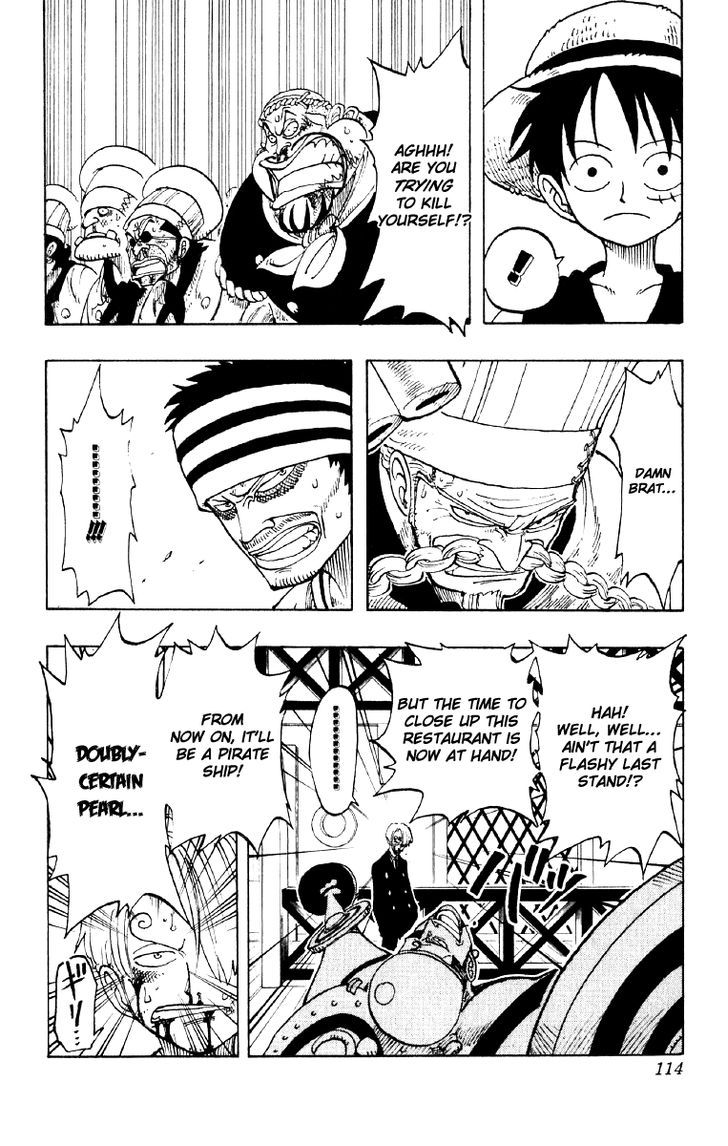 !!
AGHHH!
ARE YOU
TRYING
TO KILL
YOURSELF!?
DAMN
BRAT...
...........!!!
HAH!
WELL, WELL...
AIN'T THAT A
FLASHY LAST
STAND!?
BUT THE TIME TO
CLOSE UP THIS
RESTAURANT IS
NOW AT HAND!
...........
FROM
NOW ON, IT'LL
BE A PIRATE
SHIP!
DOUBLY-
CERTAIN
PEARL...
114